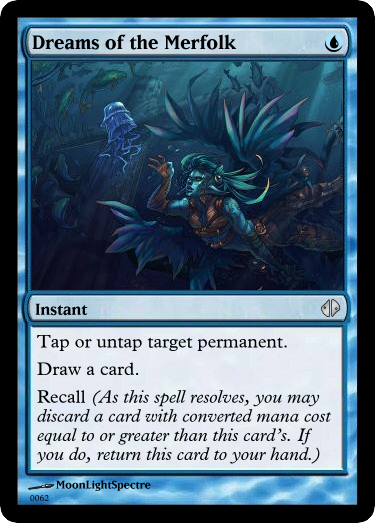 Dreams of the Merfolk
Instant
Tap or untap target permanent.
Draw a card.
Recall (As this spell resolves, you may
discard a card with converted mana cost
equal to or greater than this card's. If
you do, return this card to your hand.)
MoonLightSpectre
0062